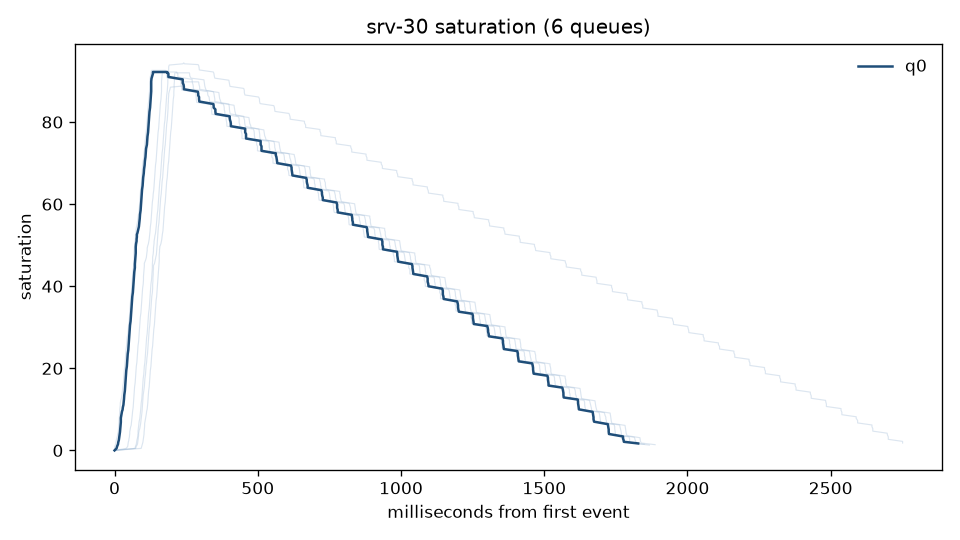 srv-30 saturation (6 queues)
q0
saturation
80
60
40
20
0
0 500 1000 1500 2000 2500
milliseconds from first event